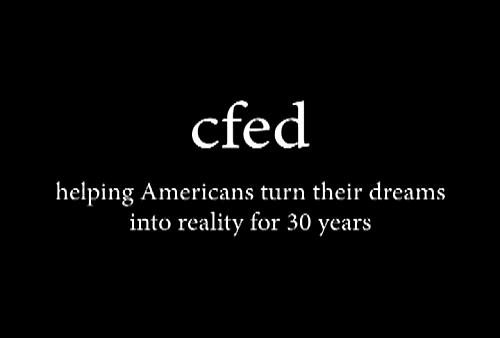 cfed
helping Americans turn their dreams
into reality for 30 years